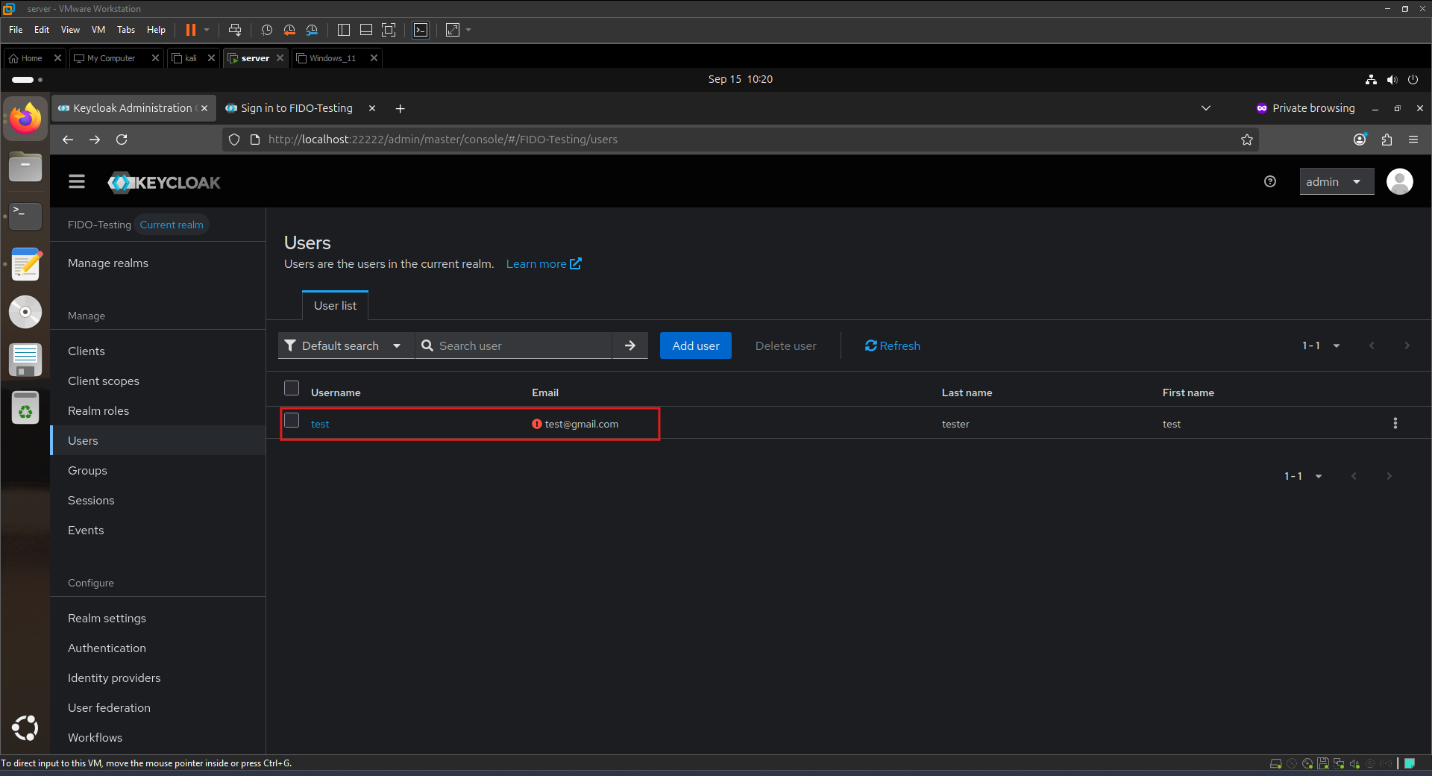 server - VMware Workstation
File Edit View VM Tabs Help
Home My Computer kali server Windows_11
Sep 15 10:20
Keycloak Administration Sign in to FIDO-Testing Private browsing
http://localhost:22222/admin/master/console/#/FIDO-Testing/users
KEYCLOAK admin
FIDO-Testing Current realm
Manage realms
Manage
Clients
Client scopes
Realm roles
Users
Groups
Sessions
Events
Configure
Realm settings
Authentication
Identity providers
User federation
Workflows
Users
Users are the users in the current realm. Learn more
User list
Default search Search user Add user Delete user Refresh 1-1
Username Email Last name First name
test test@gmail.com tester test
1-1
To direct input to this VM, move the mouse pointer inside or press Ctrl+G.